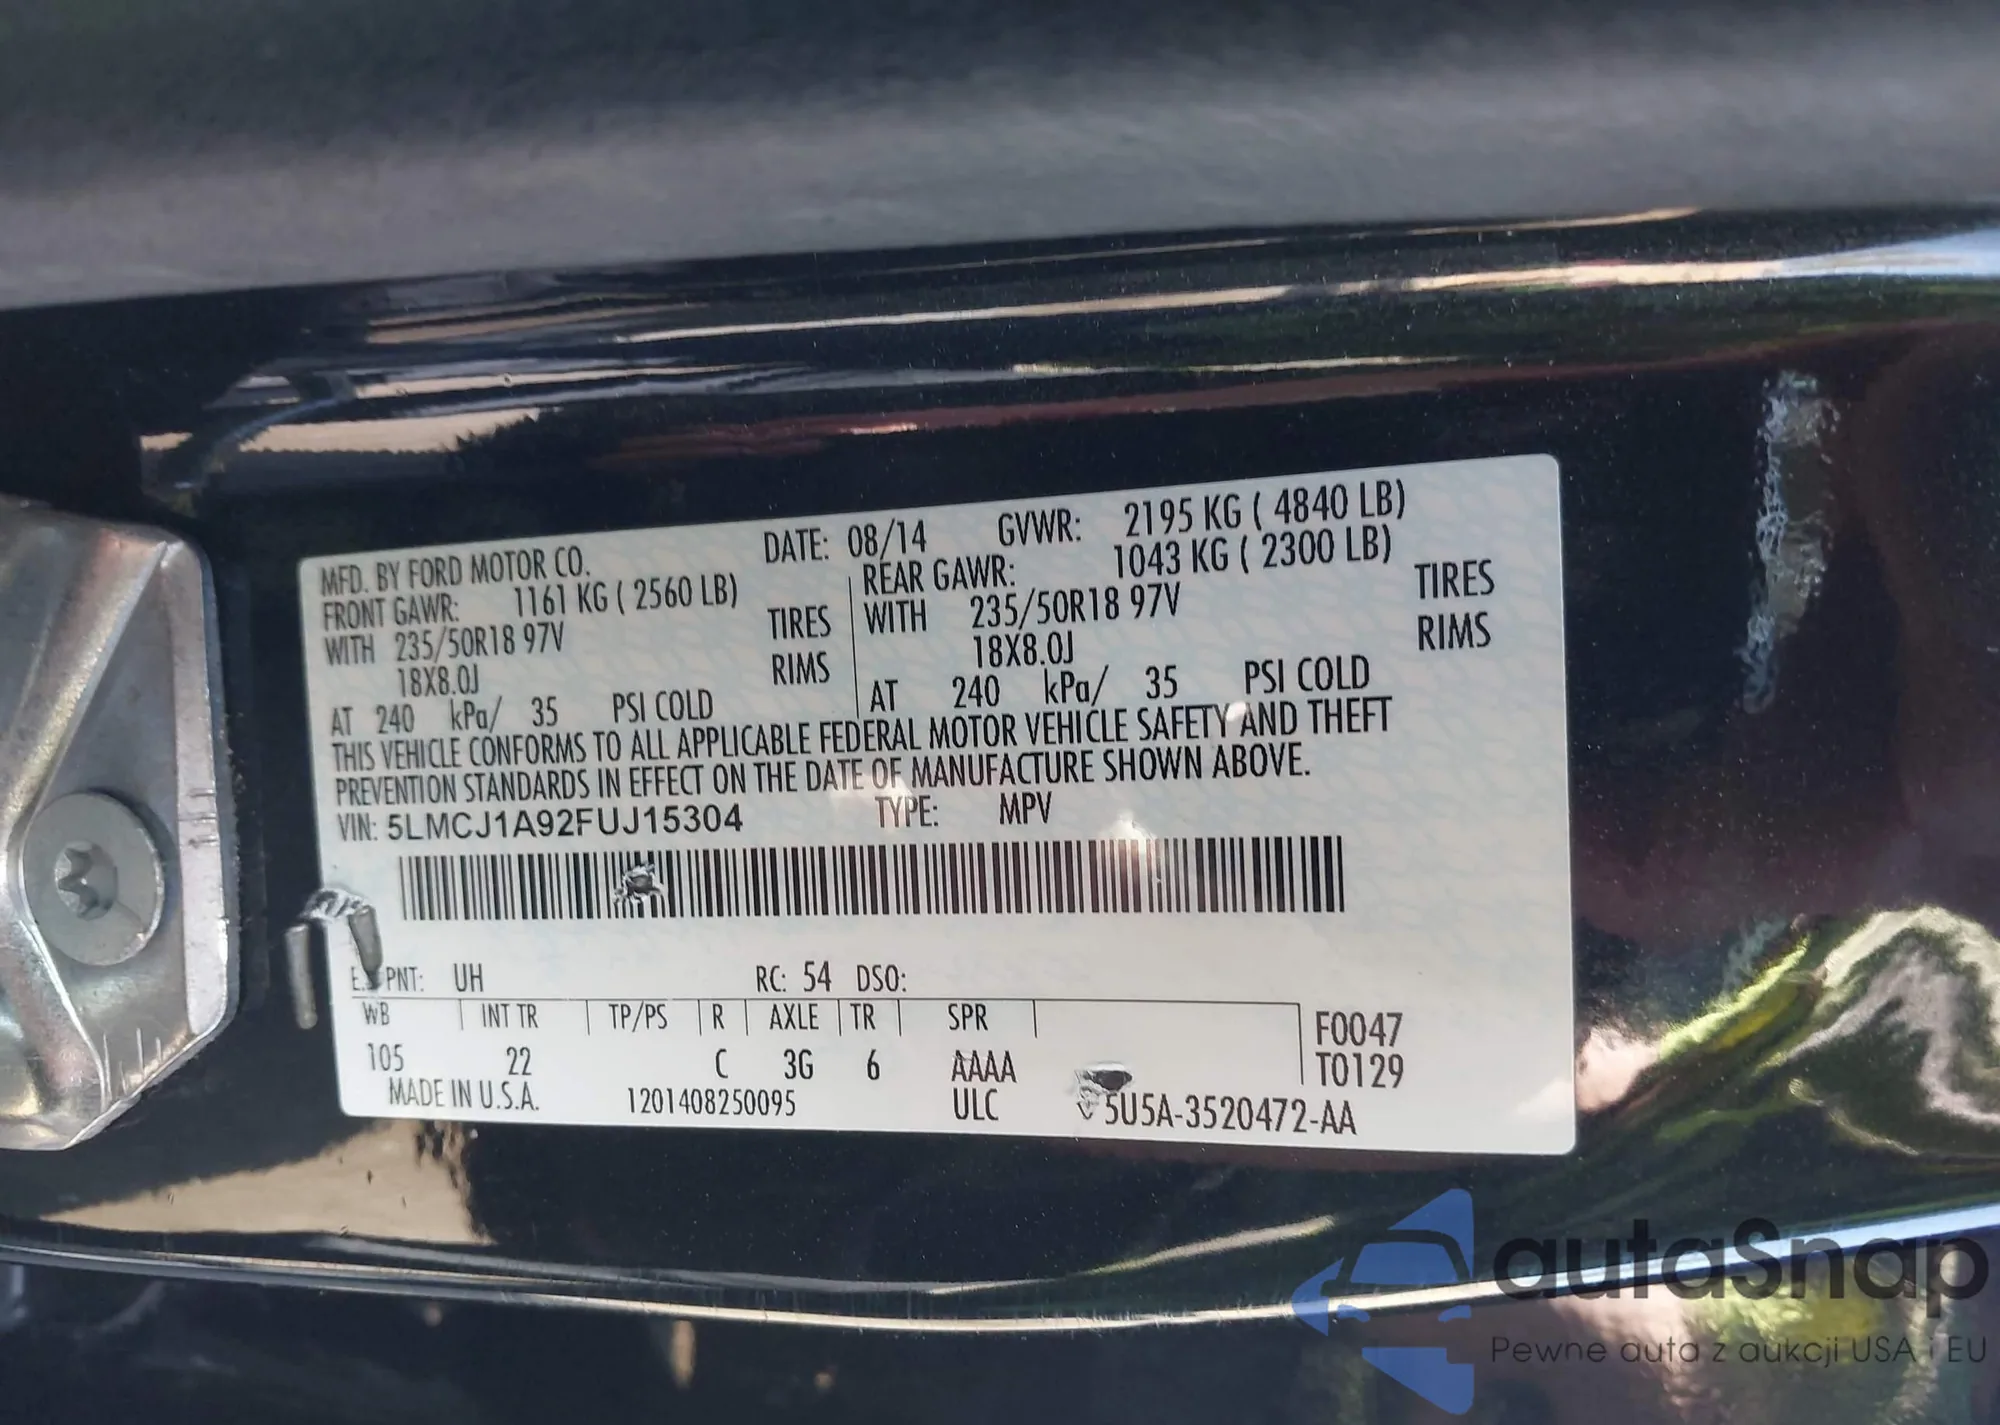 MFD. BY FORD MOTOR CO. DATE: 08/14 GVWR: 2195 KG ( 4840 LB)
FRONT GAWR: 1161 KG ( 2560 LB)
WITH 235/50R18 97V TIRES
18X8.0J RIMS
AT 240 kPa/ 35 PSI COLD
REAR GAWR: 1043 KG ( 2300 LB)
WITH 235/50R18 97V TIRES
18X8.0J RIMS
AT 240 kPa/ 35 PSI COLD
THIS VEHICLE CONFORMS TO ALL APPLICABLE FEDERAL MOTOR VEHICLE SAFETY AND THEFT
PREVENTION STANDARDS IN EFFECT ON THE DATE OF MANUFACTURE SHOWN ABOVE.
VIN: 5LMCJ1A92FUJ15304 TYPE: MPV
PNT: UH RC: 54 DSO:
WB INT TR TP/PS R AXLE TR SPR
F0047
105 22 C 3G 6 AAAA
T0129
MADE IN U.S.A. 1201408250095 ULC 5U5A-3520472-AA
autaSnap
Pewne auta z aukcji USA i EU